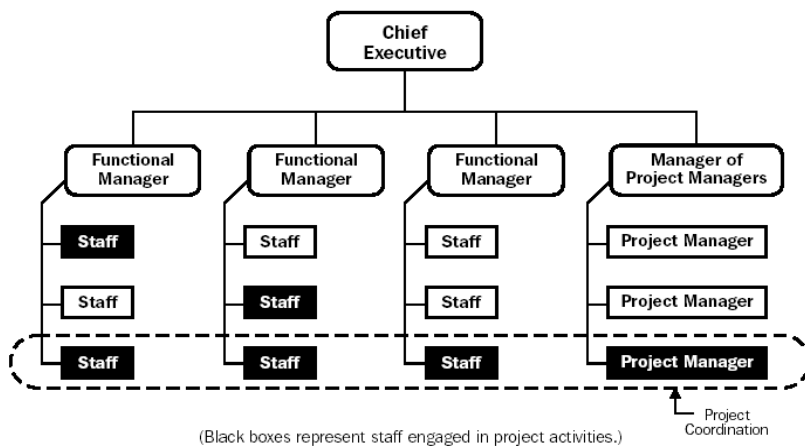 Chief
Executive
Functional
Manager
Functional
Manager
Functional
Manager
Manager of
Project Managers
Staff
Staff
Staff
Project Manager
Staff
Staff
Staff
Project Manager
Staff
Staff
Staff
Project Manager
Project
Coordination
(Black boxes represent staff engaged in project activities.)